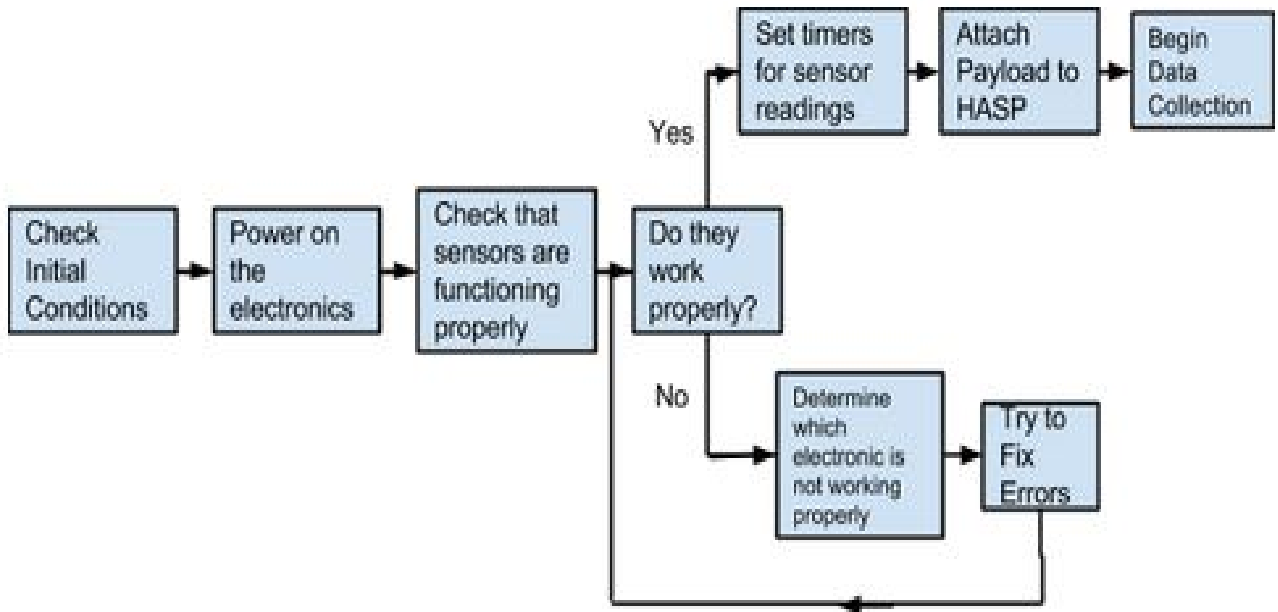 Check
Initial
Conditions
Power on
the
electronics
Check that
sensors are
functioning
properly
Do they
work
properly?
Yes
Set timers
for sensor
readings
Attach
Payload to
HASP
Begin
Data
Collection
No
Determine
which
electronic is
not working
properly
Try to
Fix
Errors